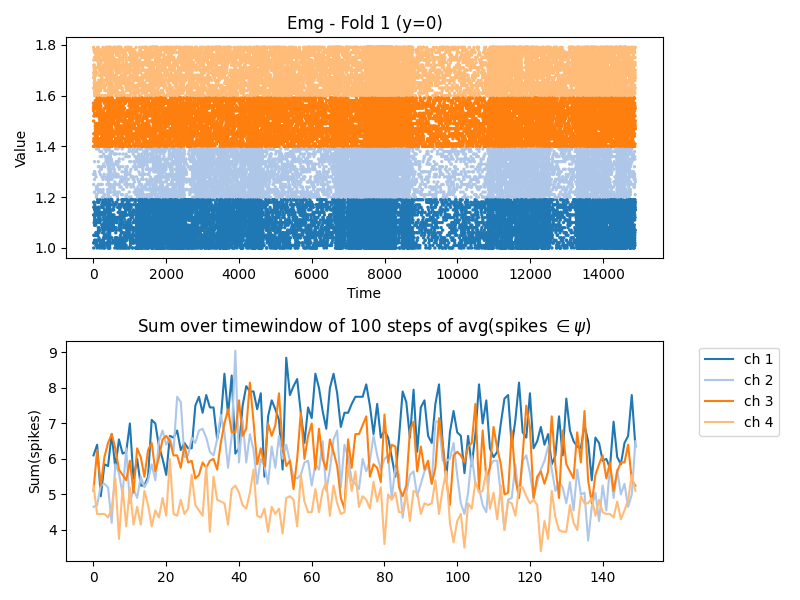 Emg - Fold 1 (y=0)
1.8
1.6
1.4
1.2
1.0
Value
0 2000 4000 6000 8000 10000 12000 14000
Time
Sum over timewindow of 100 steps of avg(spikes ∈ ψ)
9
8
7
6
5
4
Sum(spikes)
0 20 40 60 80 100 120 140
ch 1
ch 2
ch 3
ch 4